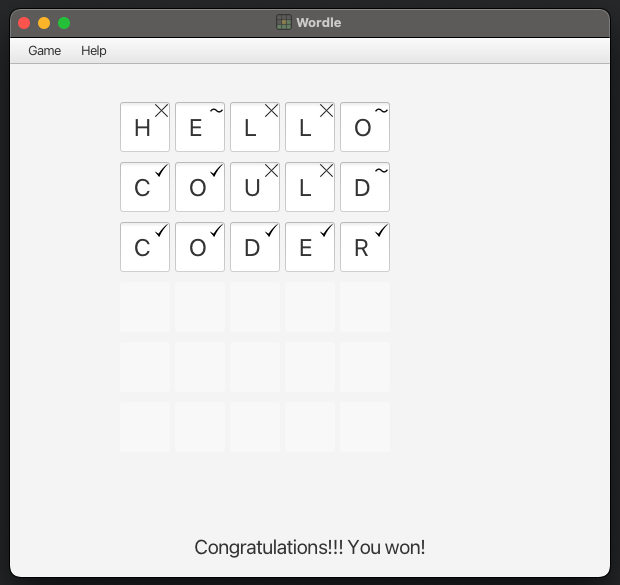 Wordle
Game Help
H E L L O
C O U L D
C O D E R
Congratulations!!! You won!